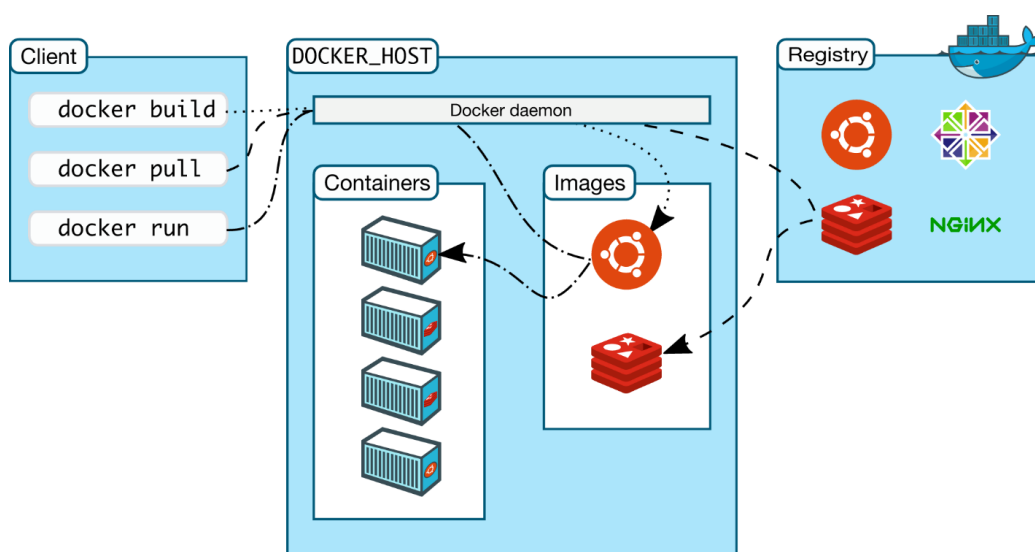 Client
docker build
docker pull
docker run
DOCKER_HOST
Docker daemon
Containers
Images
Registry
NGiNX